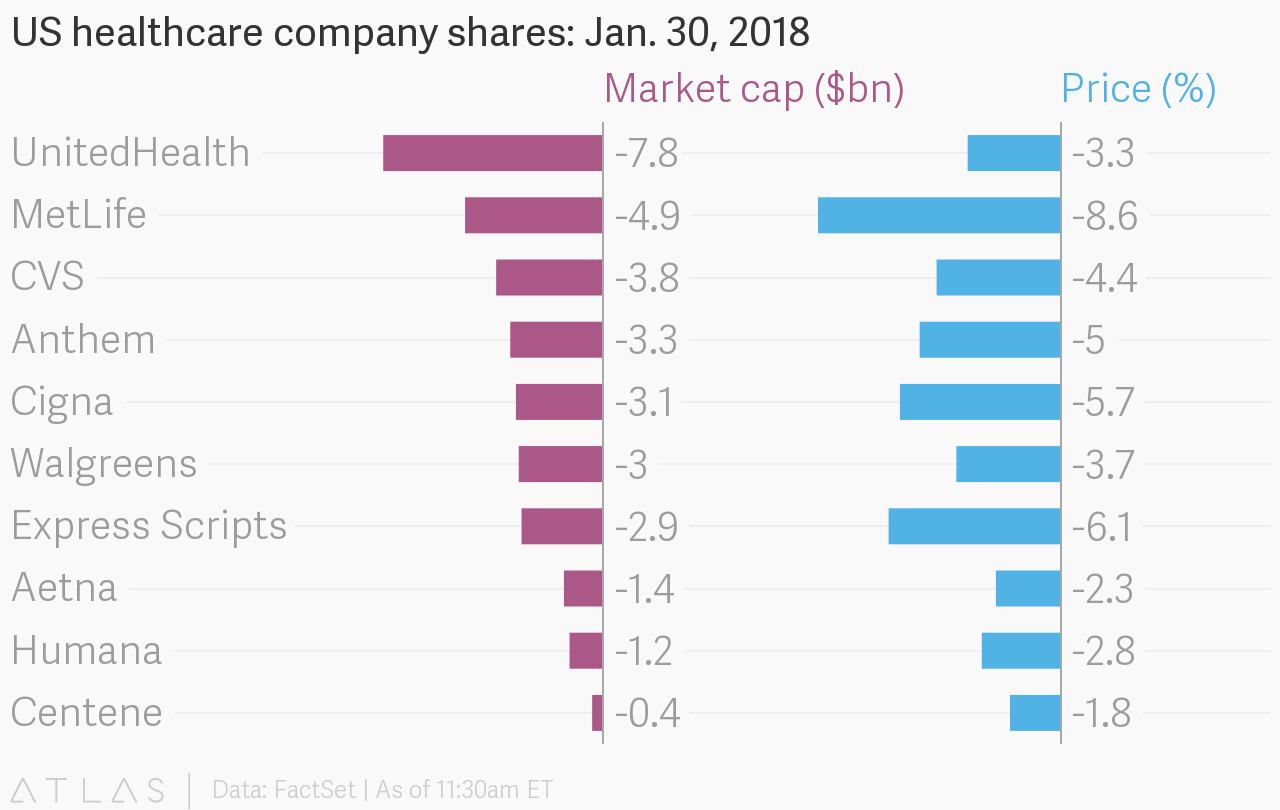 US healthcare company shares: Jan. 30, 2018
Market cap ($bn) Price (%)
UnitedHealth -7.8 -3.3
MetLife -4.9 -8.6
CVS -3.8 -4.4
Anthem -3.3 -5
Cigna -3.1 -5.7
Walgreens -3 -3.7
Express Scripts -2.9 -6.1
Aetna -1.4 -2.3
Humana -1.2 -2.8
Centene -0.4 -1.8
ATLAS | Data: FactSet | As of 11:30am ET